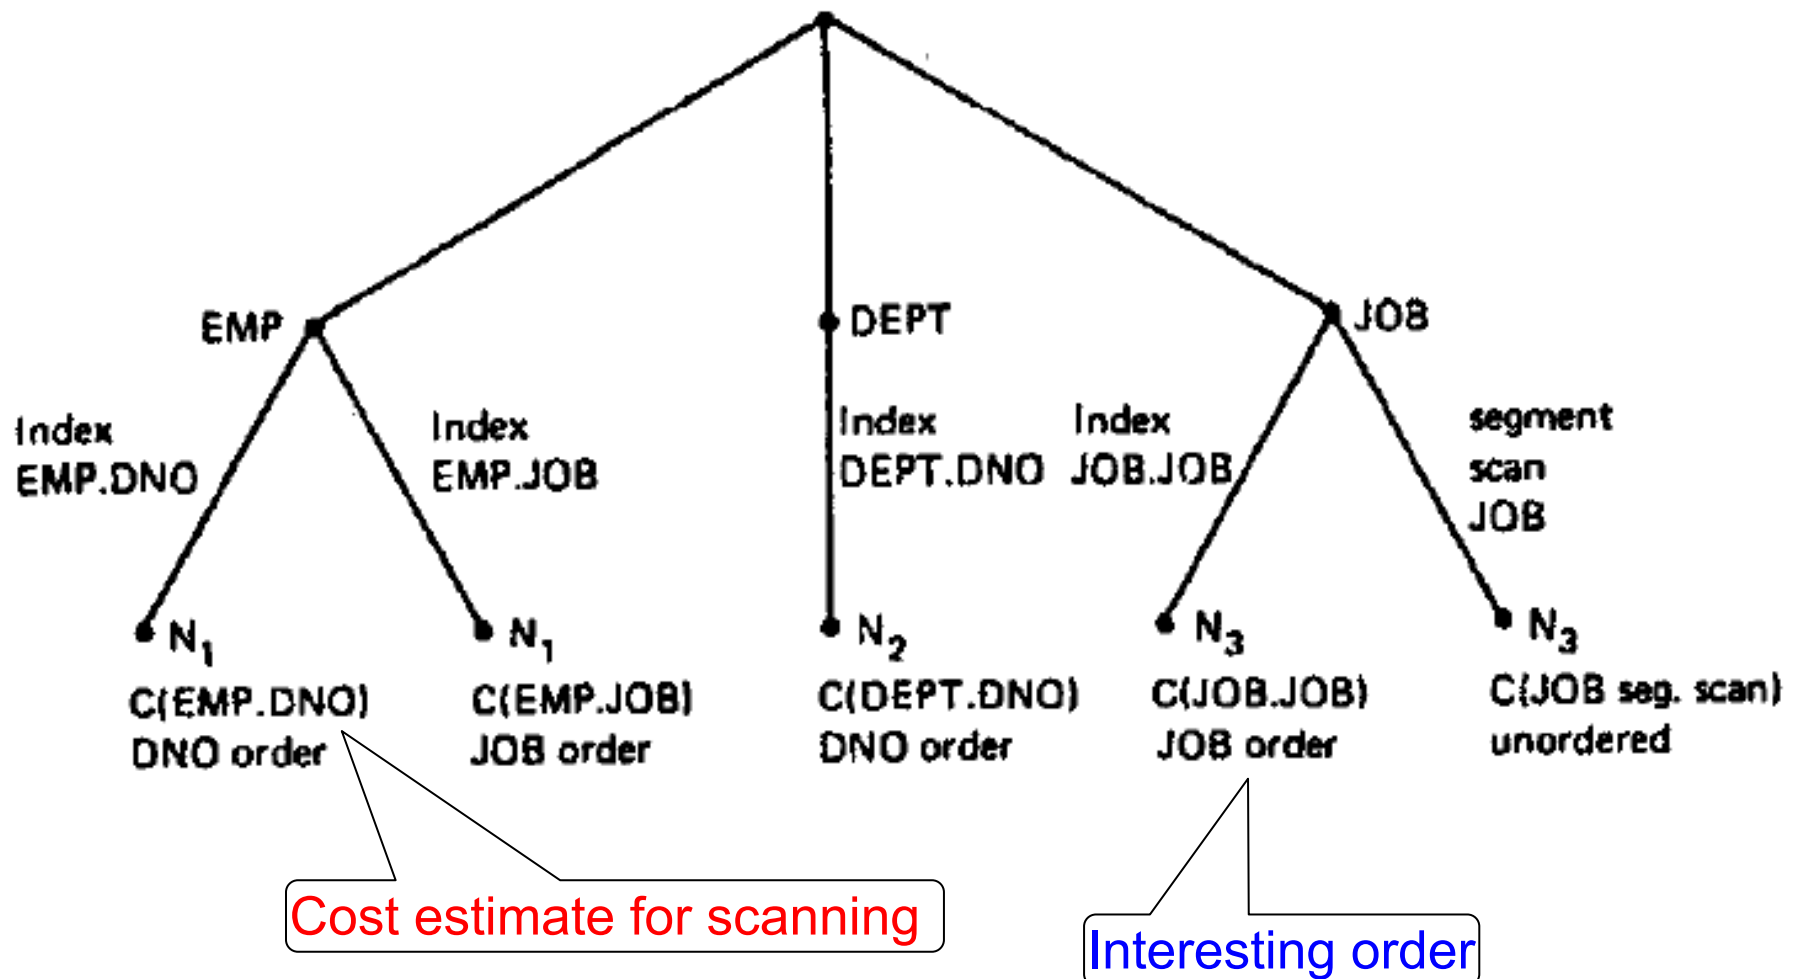 EMP
DEPT
JOB
Index
EMP.DNO
Index
EMP.JOB
Index
DEPT.DNO
Index
JOB.JOB
segment
scan
JOB
N1
C(EMP.DNO)
DNO order
N1
C(EMP.JOB)
JOB order
N2
C(DEPT.DNO)
DNO order
N3
C(JOB.JOB)
JOB order
N3
C(JOB seg. scan)
unordered
Cost estimate for scanning
Interesting order